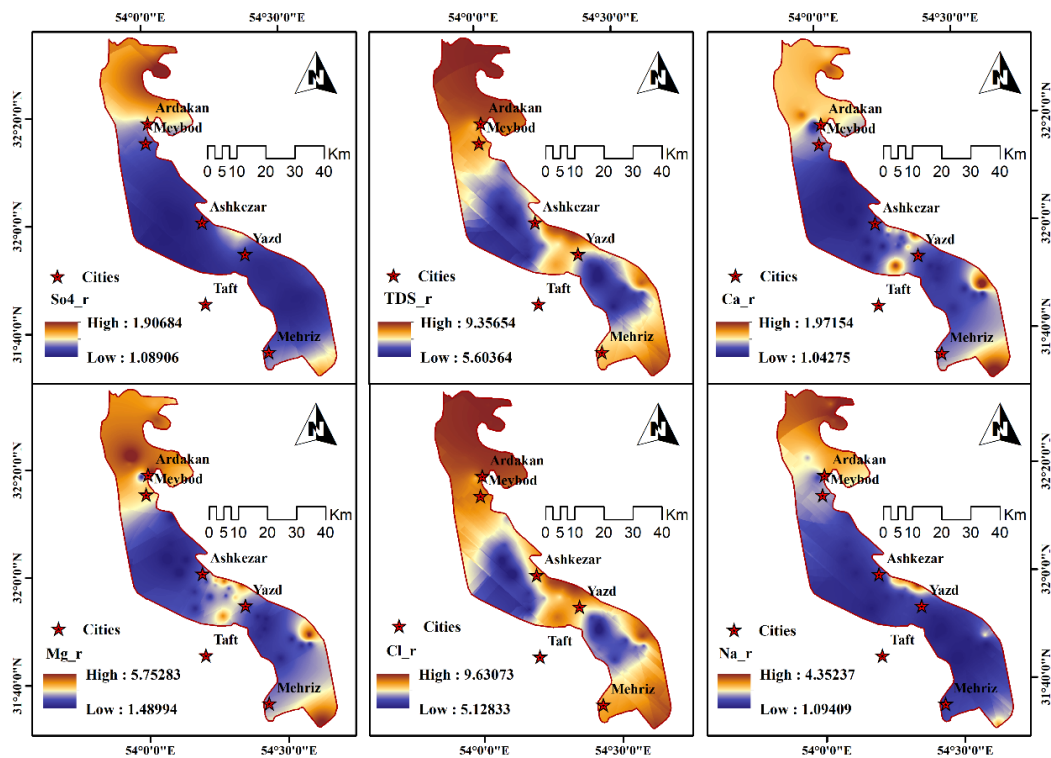 54°0'0"E 54°30'0"E 54°0'0"E 54°30'0"E 54°0'0"E 54°30'0"E
32°20'0"N
32°0'0"N
31°40'0"N
N
Ardakan
Meybod
Km
0 5 10 20 30 40
Ashkezar
Yazd
Cities
Taft
So4_r
High : 1.90684
Low : 1.08906
Mehriz
N
Ardakan
Meybod
Km
0 5 10 20 30 40
Ashkezar
Yazd
Cities
Taft
TDS_r
High : 9.35654
Low : 5.60364
Mehriz
N
Ardakan
Meybod
Km
0 5 10 20 30 40
Ashkezar
Yazd
Cities
Taft
Ca_r
High : 1.97154
Low : 1.04275
Mehriz
32°20'0"N
32°0'0"N
31°40'0"N
32°20'0"N
32°0'0"N
31°40'0"N
N
Ardakan
Meybod
Km
0 5 10 20 30 40
Ashkezar
Yazd
Cities
Taft
Mg_r
High : 5.75283
Low : 1.48994
Mehriz
N
Ardakan
Meybod
Km
0 5 10 20 30 40
Ashkezar
Yazd
Cities
Taft
Cl_r
High : 9.63073
Low : 5.12833
Mehriz
N
Ardakan
Meybod
Km
0 5 10 20 30 40
Ashkezar
Yazd
Cities
Taft
Na_r
High : 4.35237
Low : 1.09409
Mehriz
32°20'0"N
32°0'0"N
31°40'0"N
54°0'0"E 54°30'0"E 54°0'0"E 54°30'0"E 54°0'0"E 54°30'0"E